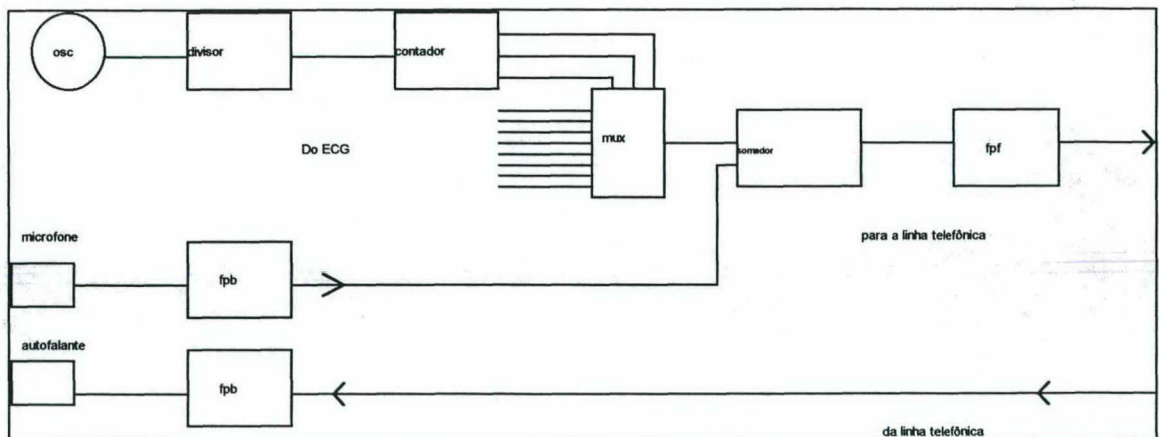 osc
divisor
contador
mux
somador
fpf
Do ECG
para a linha telefônica
microfone
fpb
autofalante
fpb
da linha telefônica